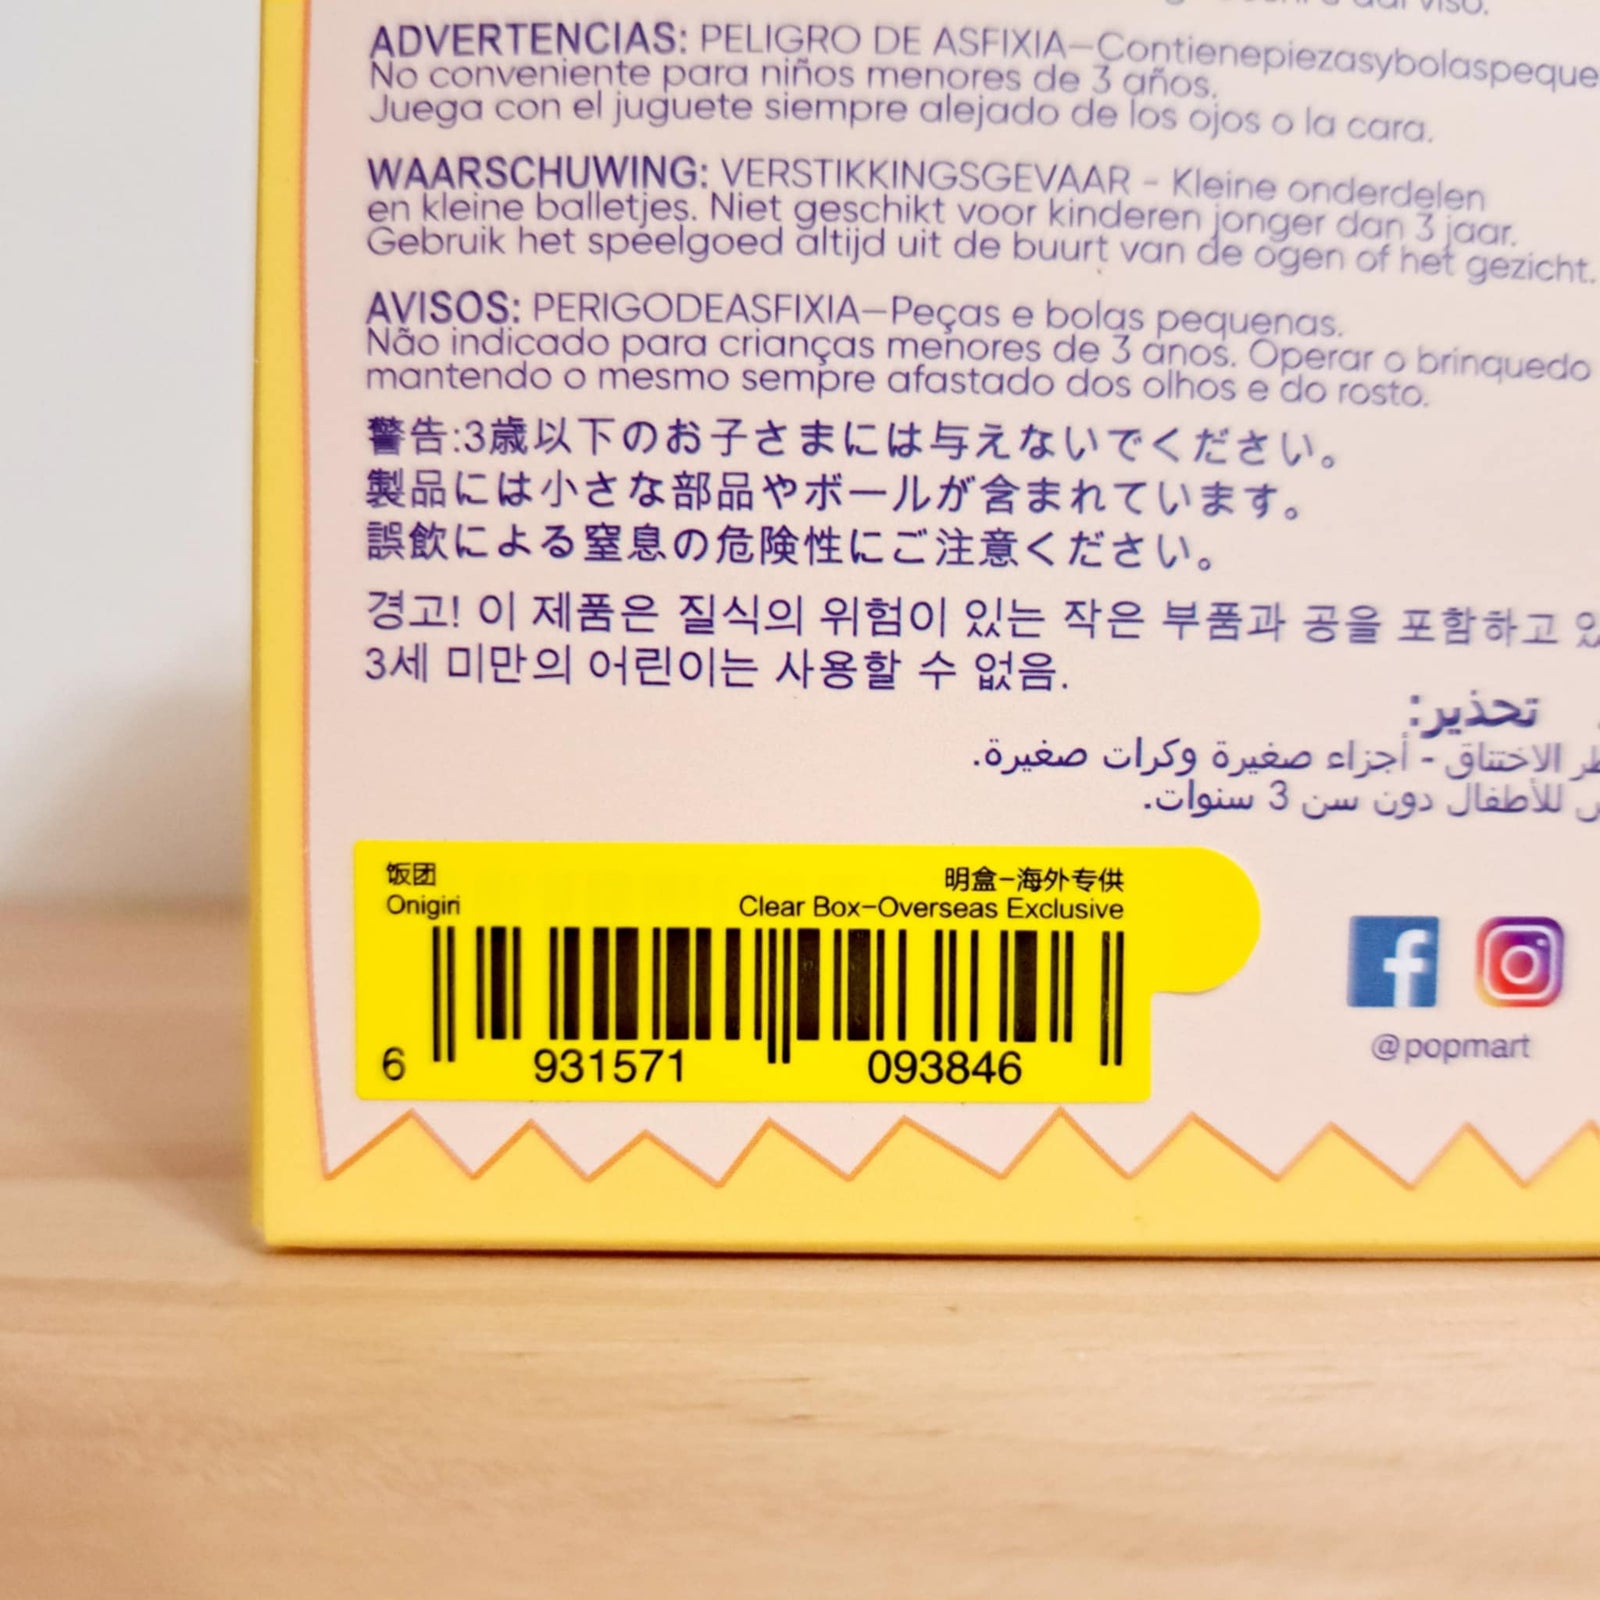 ADVERTENCIAS: PELIGRO DE ASFIXIA–Contienepiezasybolaspeque
No conveniente para niños menores de 3 años.
Juega con el juguete siempre alejado de los ojos o la cara.
WAARSCHUWING: VERSTIKKINGSGEVAAR - Kleine onderdelen
en kleine balletjes. Niet geschikt voor kinderen jonger dan 3 jaar.
Gebruik het speelgoed altijd uit de buurt van de ogen of het gezicht.
AVISOS: PERIGODEASFIXIA–Peças e bolas pequenas.
Não indicado para crianças menores de 3 anos. Operar o brinquedo
mantendo o mesmo sempre afastado dos olhos e do rosto.
警告:3歳以下のお子さまには与えないでください。
製品には小さな部品やボールが含まれています。
誤飲による窒息の危険性にご注意ください。
경고! 이 제품은 질식의 위험이 있는 작은 부품과 공을 포함하고
3세 미만의 어린이는 사용할 수 없음.
تحذير:
الاختناق - أجزاء صغيرة وكرات صغيرة.
للأطفال دون سن 3 سنوات.
饭团
Onigiri
明盒-海外专供
Clear Box-Overseas Exclusive
6 931571 093846
@popmart